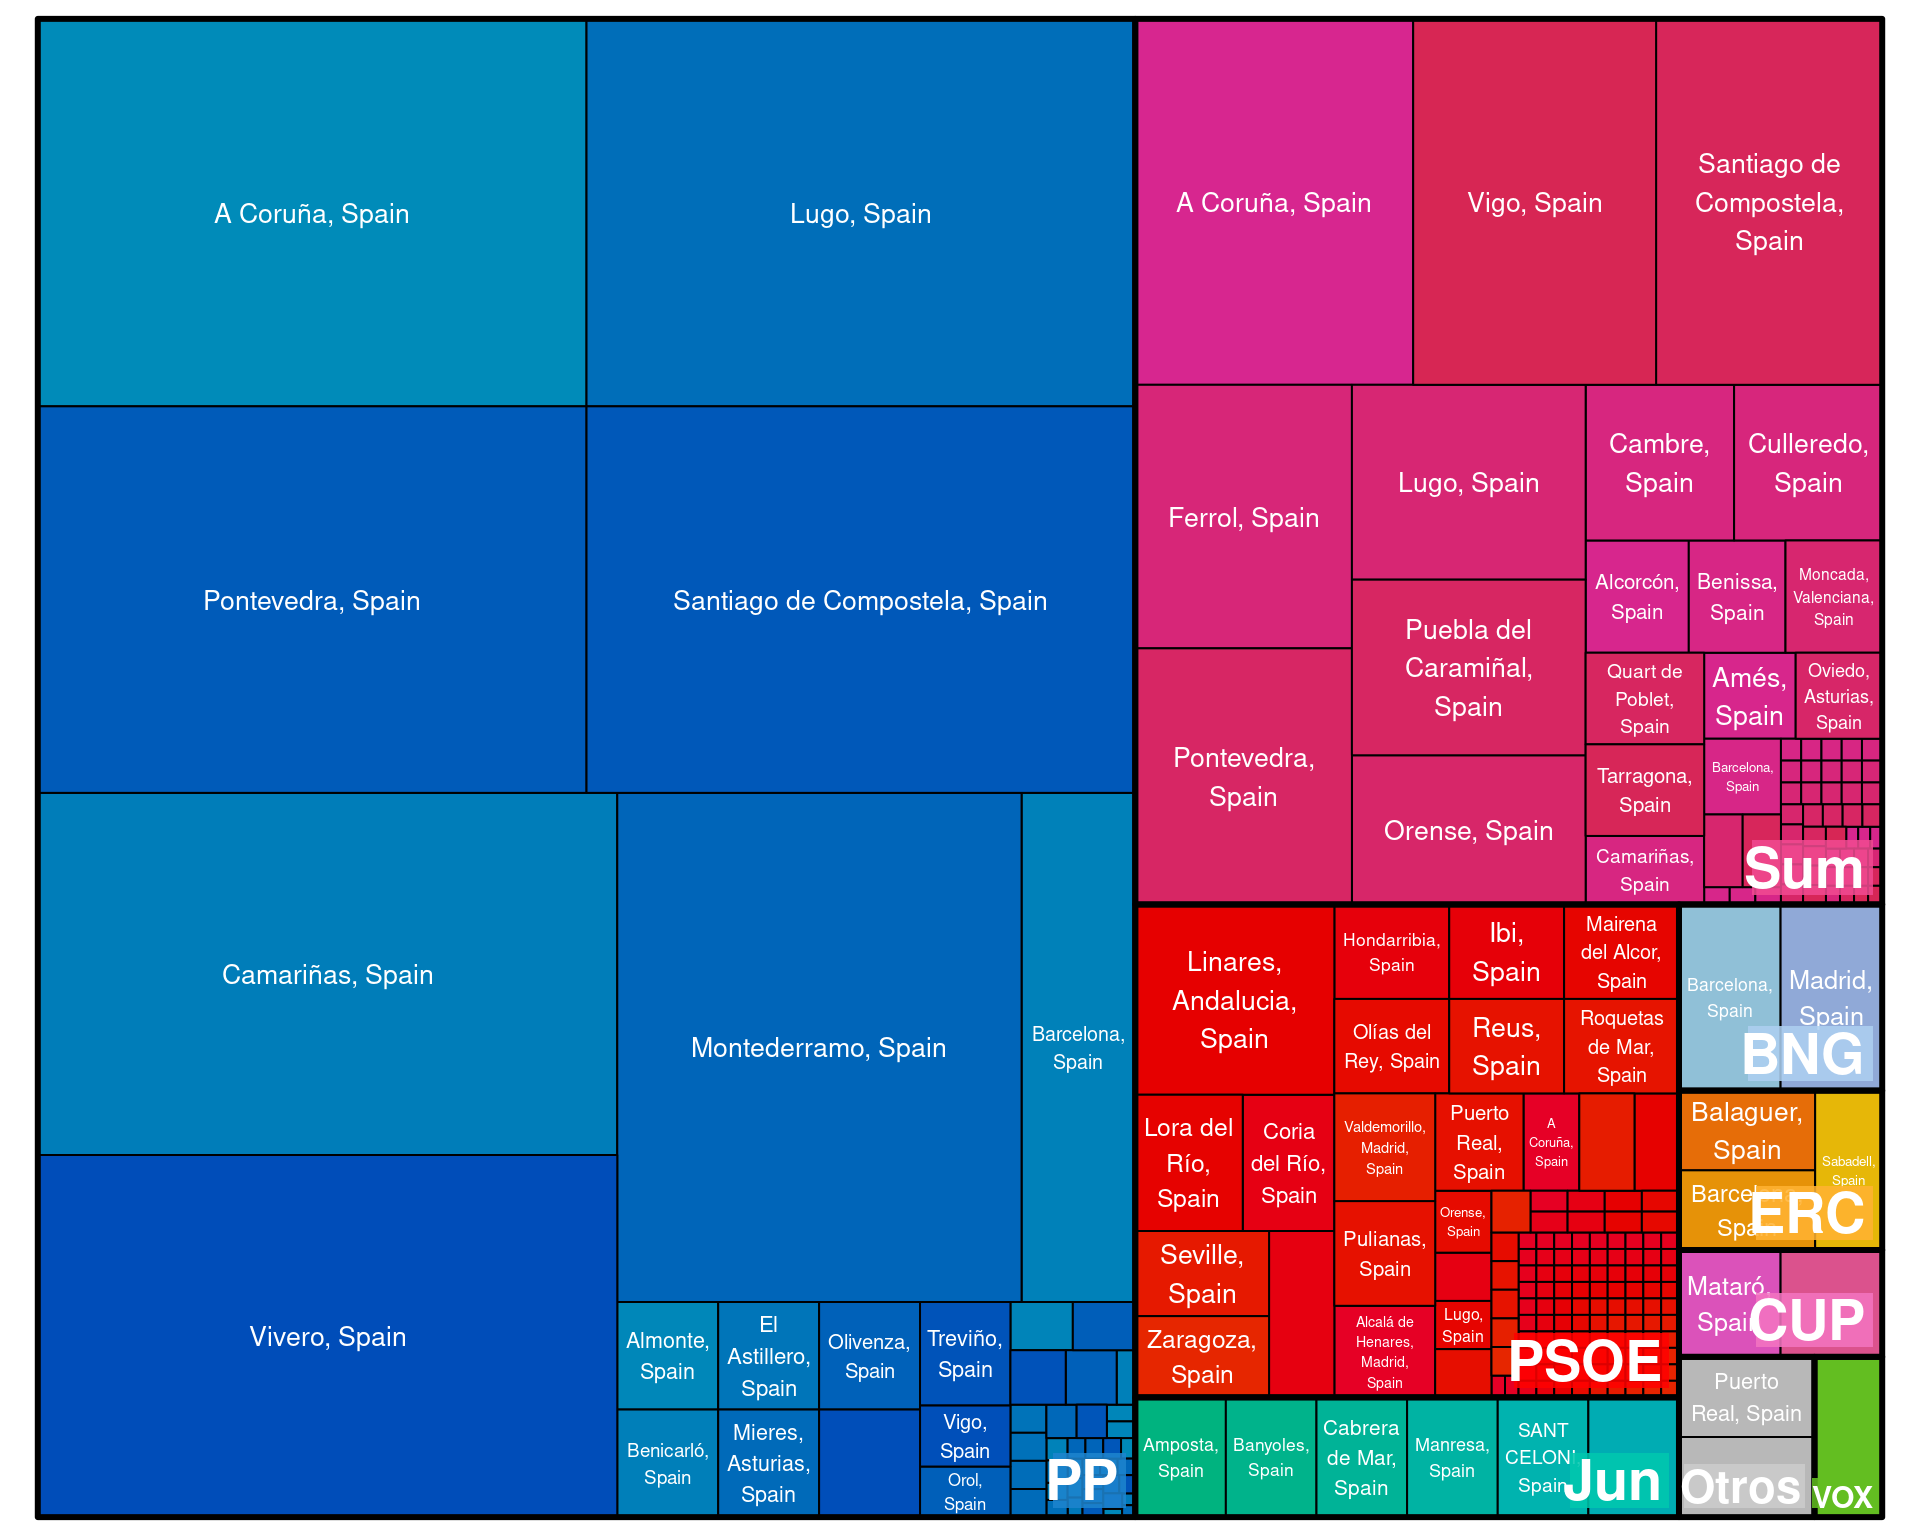 A Coruña, Spain
Lugo, Spain
Pontevedra, Spain
Santiago de Compostela, Spain
Camariñas, Spain
Vivero, Spain
Montederramo, Spain
Barcelona,
Spain
Almonte,
Spain
El
Astillero,
Spain
Olivenza,
Spain
Treviño,
Spain
Benicarló,
Spain
Mieres,
Asturias,
Spain
Vigo,
Spain
Orol,
Spain
PP
A Coruña, Spain
Vigo, Spain
Santiago de
Compostela,
Spain
Ferrol, Spain
Pontevedra,
Spain
Lugo, Spain
Puebla del
Caramiñal,
Spain
Orense, Spain
Cambre,
Spain
Culleredo,
Spain
Alcorcón,
Spain
Benissa,
Spain
Moncada,
Valenciana,
Spain
Quart de
Poblet,
Spain
Amés,
Spain
Oviedo,
Asturias,
Spain
Tarragona,
Spain
Barcelona,
Spain
Camariñas,
Spain
Sum
Linares,
Andalucia,
Spain
Hondarribia,
Spain
Ibi,
Spain
Mairena
del Alcor,
Spain
Olías del
Rey, Spain
Reus,
Spain
Roquetas
de Mar,
Spain
Lora del
Río,
Spain
Coria
del Río,
Spain
Seville,
Spain
Zaragoza,
Spain
Valdemorillo,
Madrid,
Spain
Puerto
Real,
Spain
A
Coruña,
Spain
Pulianas,
Spain
Orense,
Spain
Alcalá de
Henares,
Madrid,
Spain
Lugo,
Spain
PSOE
Amposta,
Spain
Banyoles,
Spain
Cabrera
de Mar,
Spain
Manresa,
Spain
SANT
CELONI
Spain
Jun
Barcelona,
Spain
Madrid,
Spain
BNG
Balaguer,
Spain
Barcelona
Spain
Sabadell,
Spain
ERC
Mataró,
Spain
CUP
Puerto
Real, Spain
Otros
vox